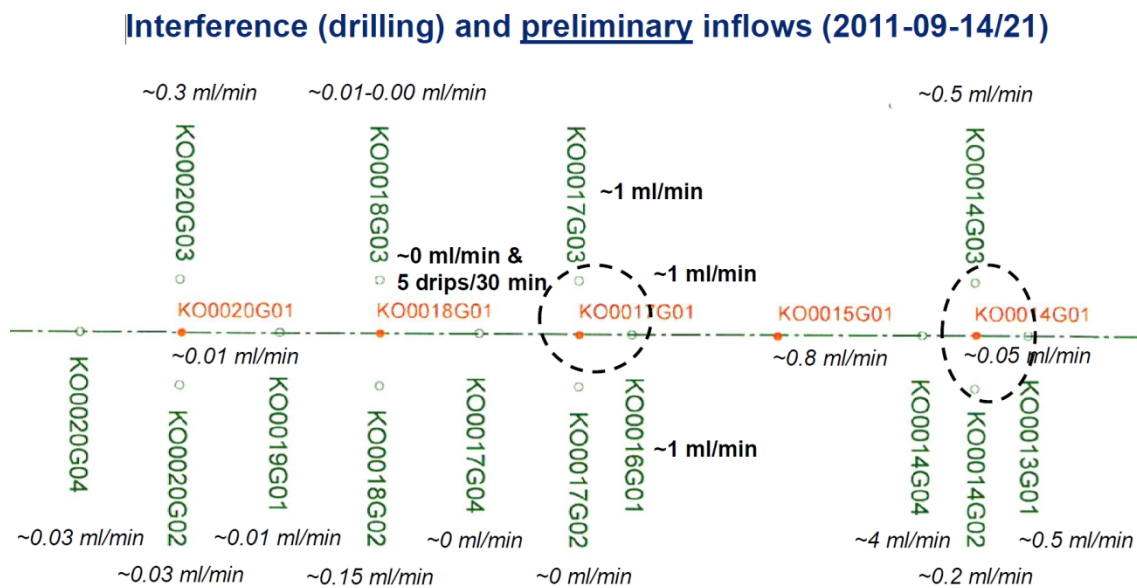 Interference (drilling) and preliminary inflows (2011-09-14/21)
~0.3 ml/min
~0.01-0.00 ml/min
~0.5 ml/min
KO0020G03
KO0018G03
KO0017G03
KO0014G03
~1 ml/min
~0 ml/min &
5 drips/30 min
~1 ml/min
KO0020G01
KO0018G01
KO0017G01
KO0015G01
KO0014G01
~0.01 ml/min
~0.8 ml/min
~0.05 ml/min
KO0020G04
KO0020G02
KO0019G01
KO0018G02
KO0017G04
KO0017G02
KO0016G01
KO0014G04
KO0014G02
KO0013G01
~1 ml/min
~0.03 ml/min
~0.01 ml/min
~0 ml/min
~4 ml/min
~0.5 ml/min
~0.03 ml/min
~0.15 ml/min
~0 ml/min
~0.2 ml/min